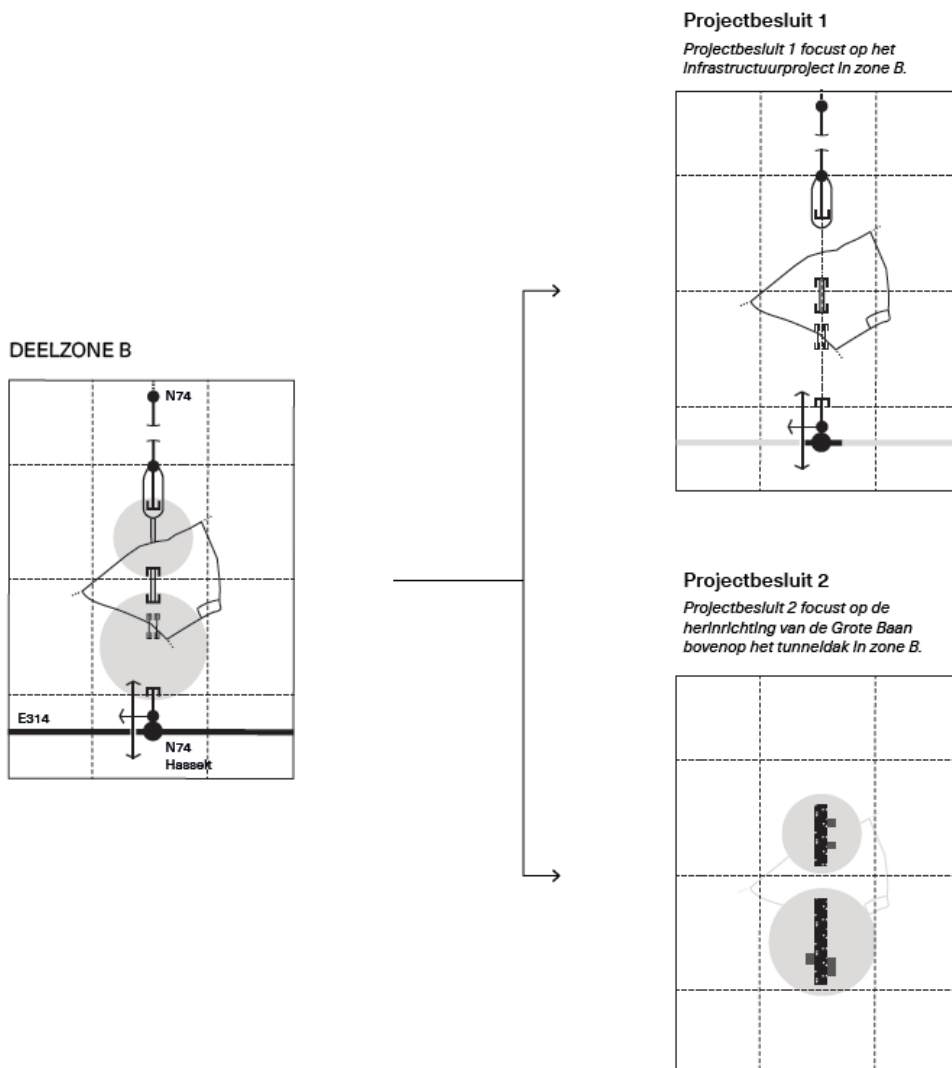 Projectbesluit 1
Projectbesluit 1 focust op het
infrastructuurproject in zone B.
DEELZONE B
N74
E314
N74
Hasselt
Projectbesluit 2
Projectbesluit 2 focust op de
herinrichting van de Grote Baan
bovenop het tunneldak in zone B.